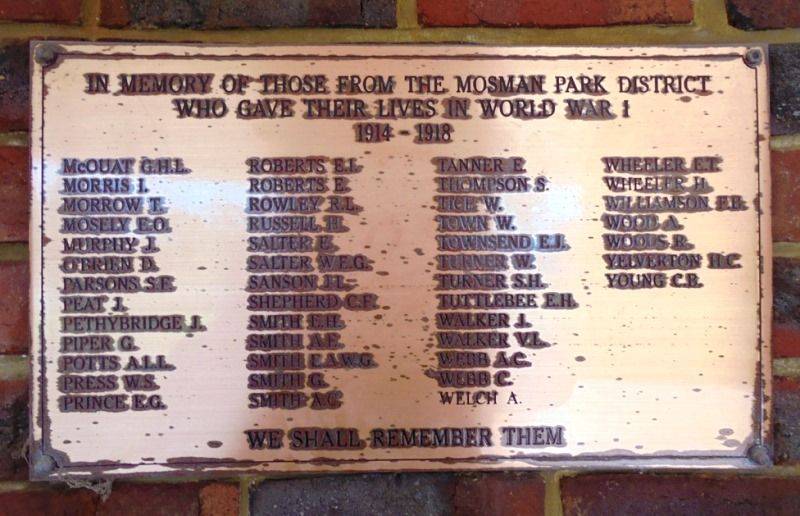 IN MEMORY OF THOSE FROM THE MOSMAN PARK DISTRICT
WHO GAVE THEIR LIVES IN WORLD WAR I
1914 - 1918
McOUAT G.H.L.
MORRIS I.
MORROW T.
MOSELY E.O.
MURPHY J.
O'BRIEN D.
PARSONS S.F.
PEAT J.
PETHYBRIDGE J.
PIPER G.
POTTS A.L.L.
PRESS W.S.
PRINCE E.G.
ROBERTS E.L.
ROBERTS E.
ROWLEY R.L.
RUSSELL H.
SALTER E.
SALTER W.E.G.
SANSON J.L.
SHEPHERD C.F.
SMITH E.H.
SMITH A.E.
SMITH E.A.W.G.
SMITH G.
SMITH A.C.
TANNER E.
THOMPSON S.
TICE W.
TOWN W.
TOWNSEND E.J.
TURNER W.
TURNER S.H.
TUTTLEBEE E.H.
WALKER J.
WALKER V.L.
WEBB A.C.
WEBB C.
WELCH A.
WHEELER E.T.
WHEELER H.
WILLIAMSON F.B.
WOOD A.
WOODS R.
YELVERTON H.C.
YOUNG C.B.
WE SHALL REMEMBER THEM